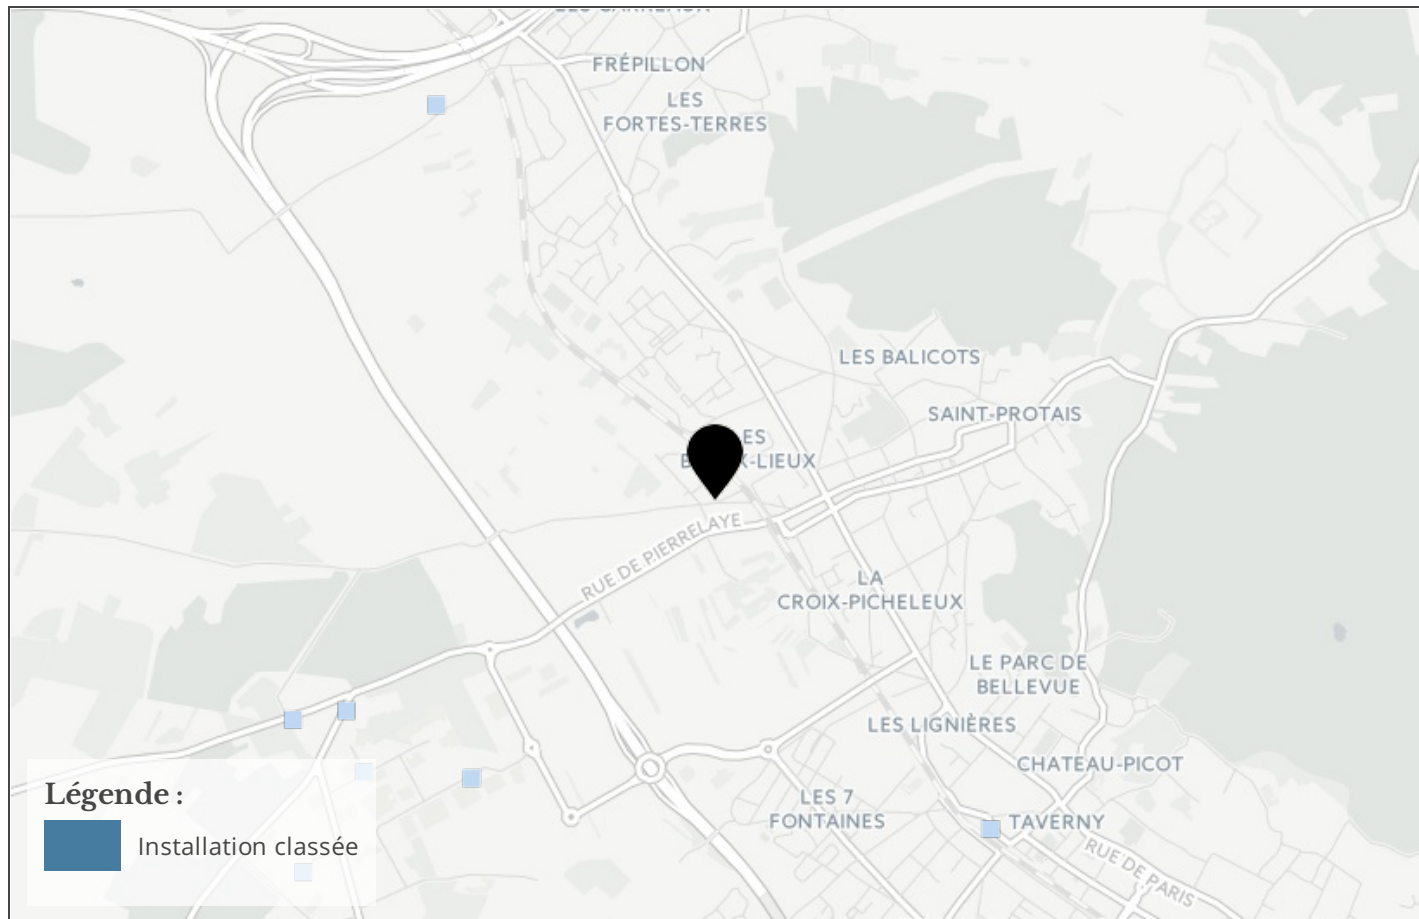 FRÉPILLON
LES
FORTES-TERRES
LES BALICOTS
SAINT-PROTAIS
X-LIEUX
RUE DE PIERRELAYE
LA
CROIX-PICHELEUX
LE PARC DE
BELLEVUE
LES LIGNIÈRES
CHATEAU-PICOT
LES 7
FONTAINES
TAVERNY
RUE DE PARIS
Légende :
Installation classée